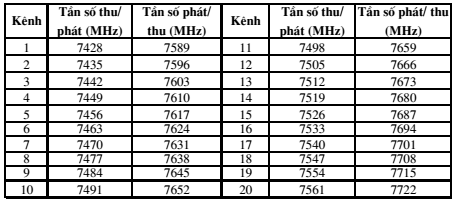 Kênh Tần số thu/ phát (MHz) Tần số phát/ thu (MHz) Kênh Tần số thu/ phát (MHz) Tần số phát/ thu (MHz)
1 7428 7589 11 7498 7659
2 7435 7596 12 7505 7666
3 7442 7603 13 7512 7673
4 7449 7610 14 7519 7680
5 7456 7617 15 7526 7687
6 7463 7624 16 7533 7694
7 7470 7631 17 7540 7701
8 7477 7638 18 7547 7708
9 7484 7645 19 7554 7715
10 7491 7652 20 7561 7722